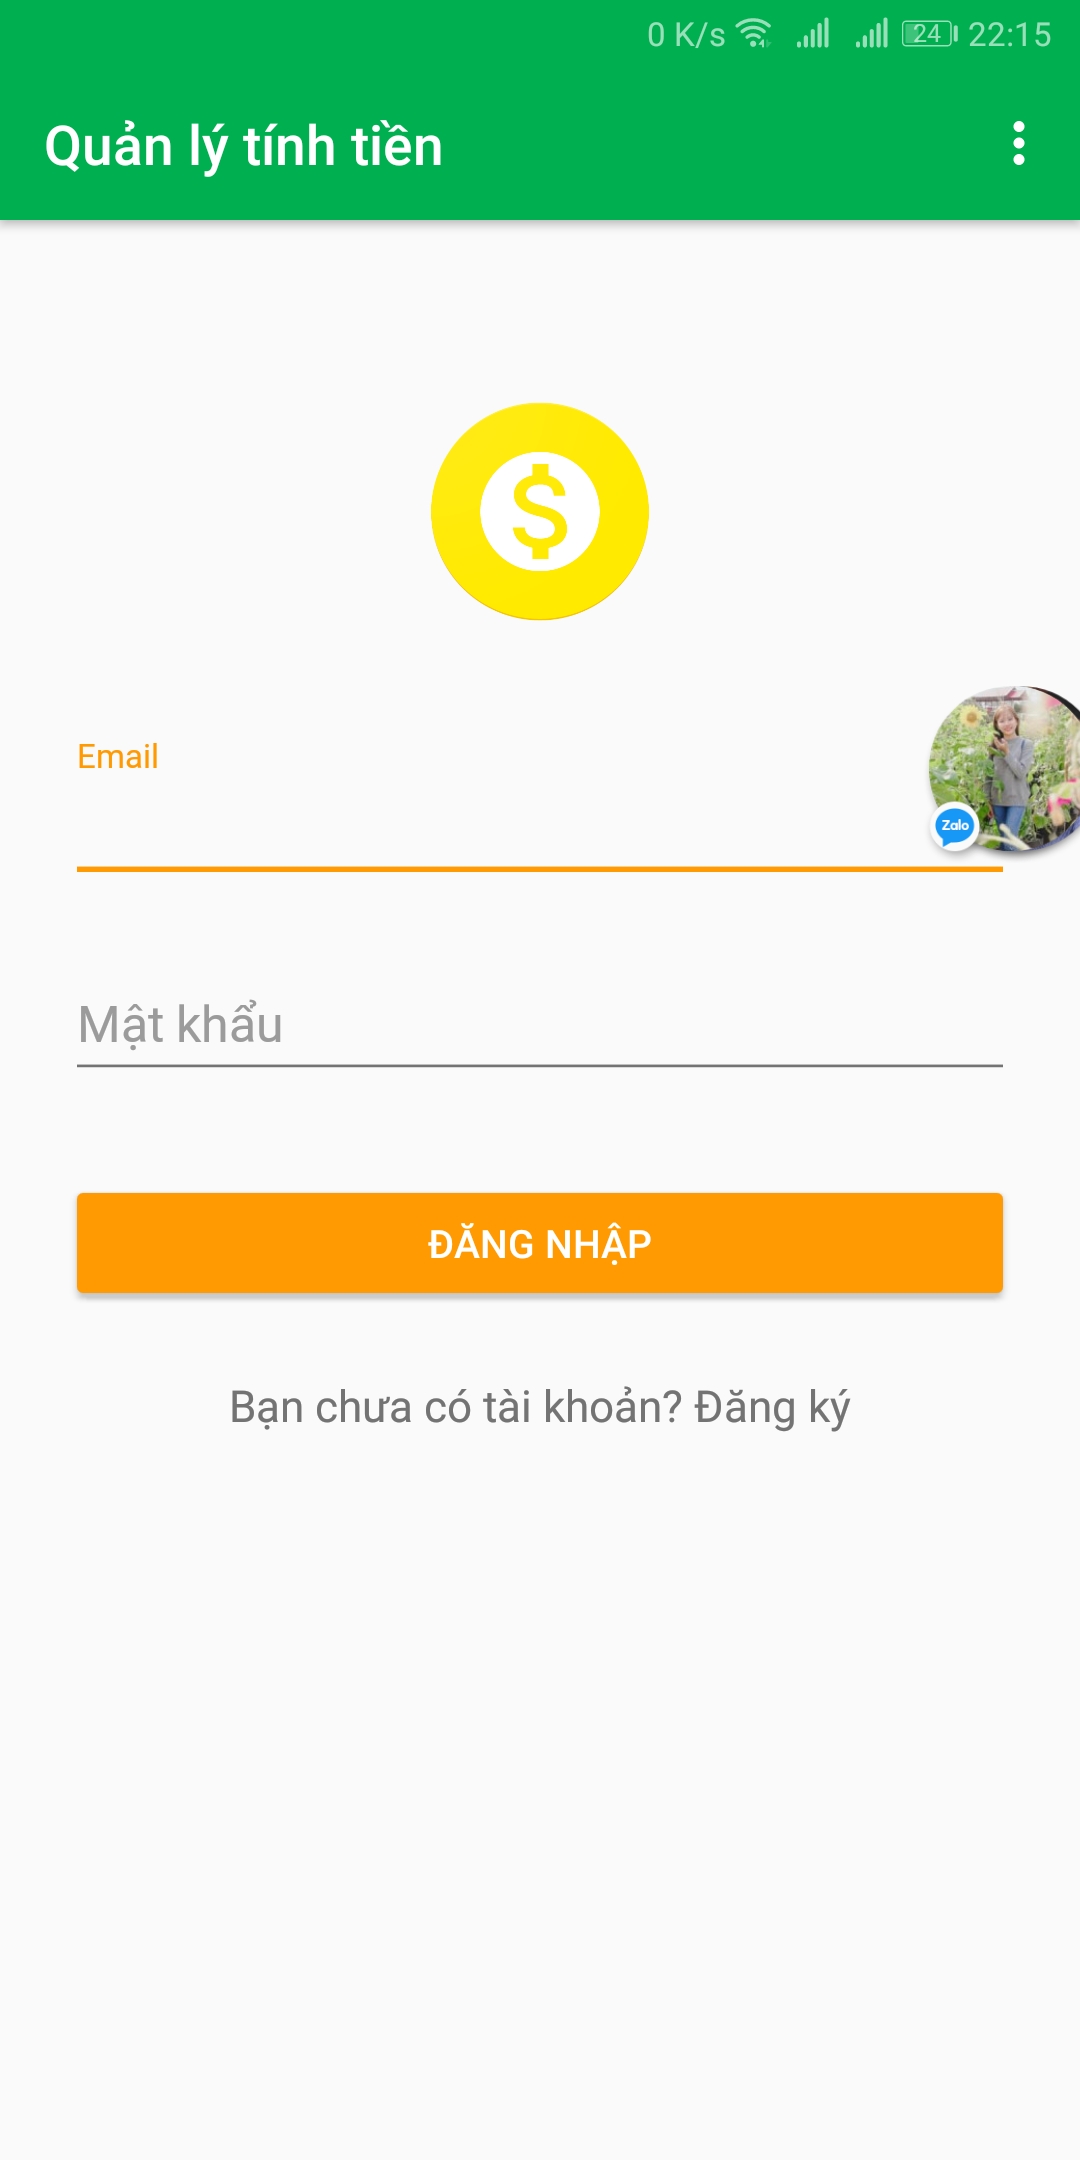 0 K/s 24 22:15
Quản lý tính tiền
$
Email
Zalo
Mật khẩu
ĐĂNG NHẬP
Bạn chưa có tài khoản? Đăng ký